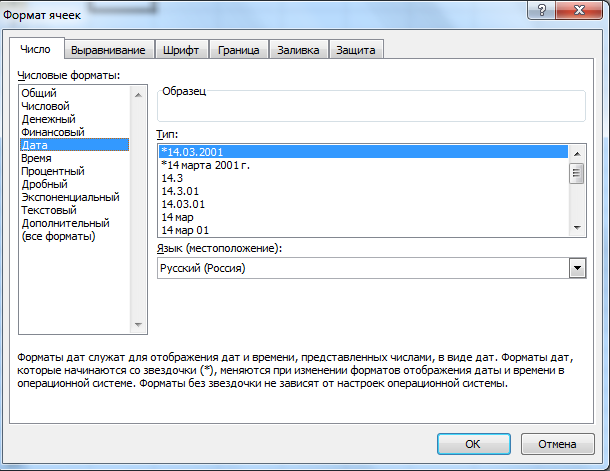 Формат ячеек
Число
Выравнивание
Шрифт
Граница
Заливка
Защита
Числовые форматы:
Общий
Числовой
Денежный
Финансовый
Дата
Время
Процентный
Дробный
Экспоненциальный
Текстовый
Дополнительный
(все форматы)
Образец
Тип:
*14.03.2001
*14 марта 2001 г.
14.3
14.3.01
14.03.01
14 мар
14 мар 01
Язык (местоположение):
Русский (Россия)
Форматы дат служат для отображения дат и времени, представленных числами, в виде дат. Форматы дат,
которые начинаются со звездочки (*), меняются при изменении форматов отображения даты и времени в
операционной системе. Форматы без звездочки не зависят от настроек операционной системы.
ОК
Отмена